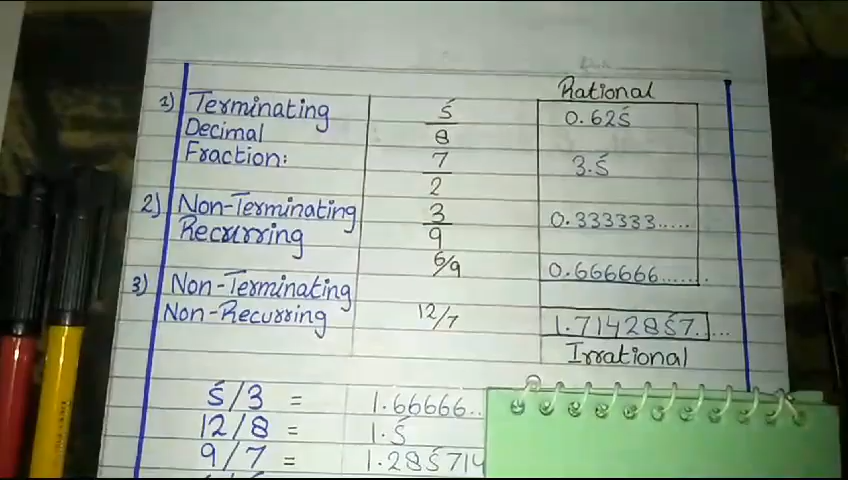 Rational
1) Terminating 5/8 0.625
Decimal
Fraction: 7/2 3.5
2) Non-Terminating 3/9 0.333333.....
Recurring
6/9 0.666666.......
3) Non-Terminating
Non-Recurring 12/7 1.7142857....
Irrational
5/3 = 1.66666..
12/8 = 1.5
9/7 = 1.285714